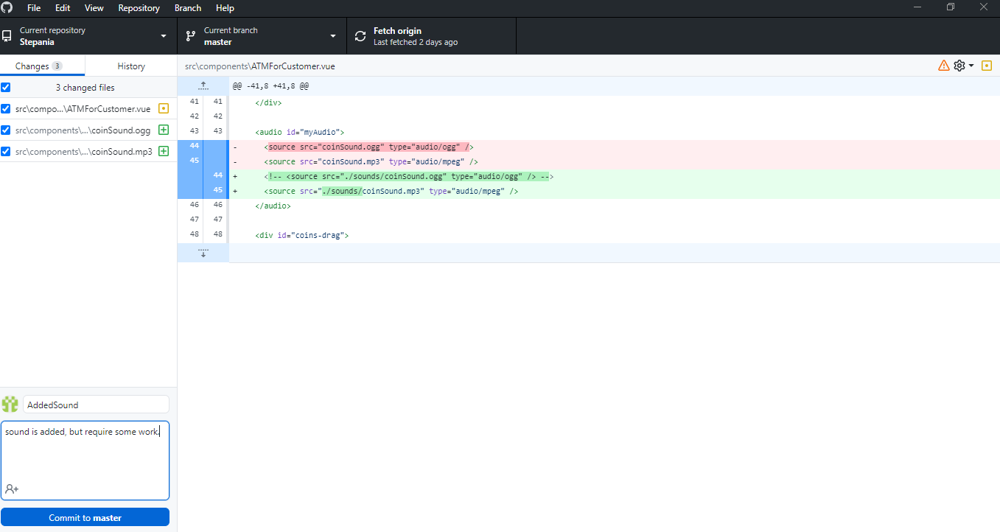 File Edit View Repository Branch Help
Current repository
Stepania
Current branch
master
Fetch origin
Last fetched 2 days ago
Changes 3
History
src\components\ATMForCustomer.vue
3 changed files
src\compo...\ATMForCustomer.vue
src\components\...\coinSound.ogg
src\components\...\coinSound.mp3
@@ -41,8 +41,8 @@
41 41 </div>
42 42
43 43 <audio id="myAudio">
44 - <source src="coinSound.ogg" type="audio/ogg" />
45 - <source src="coinSound.mp3" type="audio/mpeg" />
44 + <!-- <source src="./sounds/coinSound.ogg" type="audio/ogg" /> -->
45 + <source src="./sounds/coinSound.mp3" type="audio/mpeg" />
46 46 </audio>
47 47
48 48 <div id="coins-drag">
AddedSound
sound is added, but require some work.
Commit to master